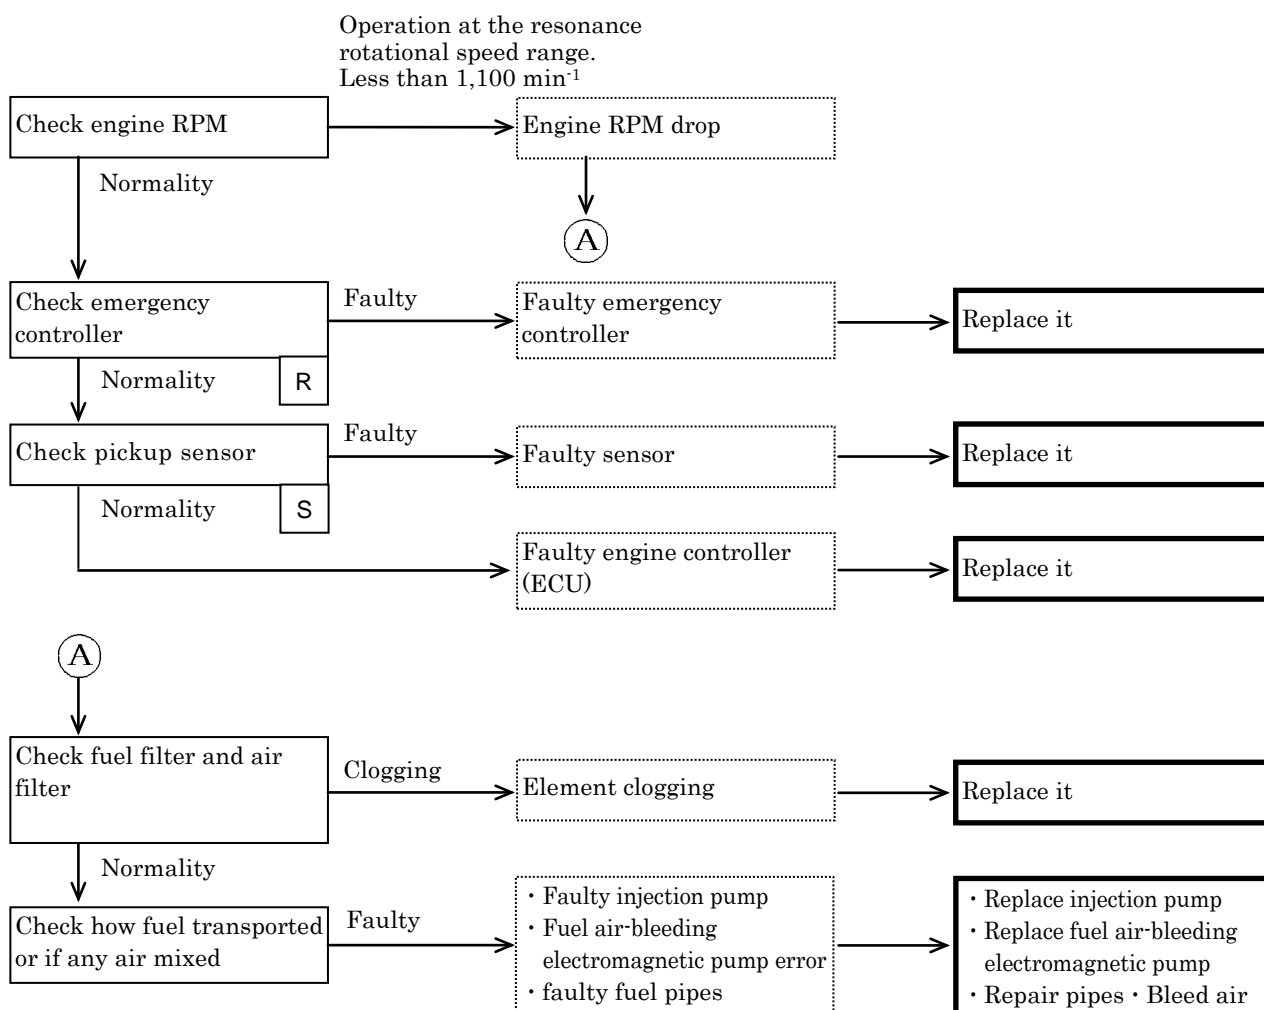 Operation at the resonance
rotational speed range.
Less than 1,100 min⁻¹
Check engine RPM
Engine RPM drop
Normality
A
Check emergency
controller
Faulty
Faulty emergency
controller
Replace it
Normality
R
Check pickup sensor
Faulty
Faulty sensor
Replace it
Normality
S
Faulty engine controller
(ECU)
Replace it
A
Check fuel filter and air
filter
Clogging
Element clogging
Replace it
Normality
Check how fuel transported
or if any air mixed
Faulty
・Faulty injection pump
・Fuel air-bleeding
electromagnetic pump error
・faulty fuel pipes
・Replace injection pump
・Replace fuel air-bleeding
electromagnetic pump
・Repair pipes・Bleed air